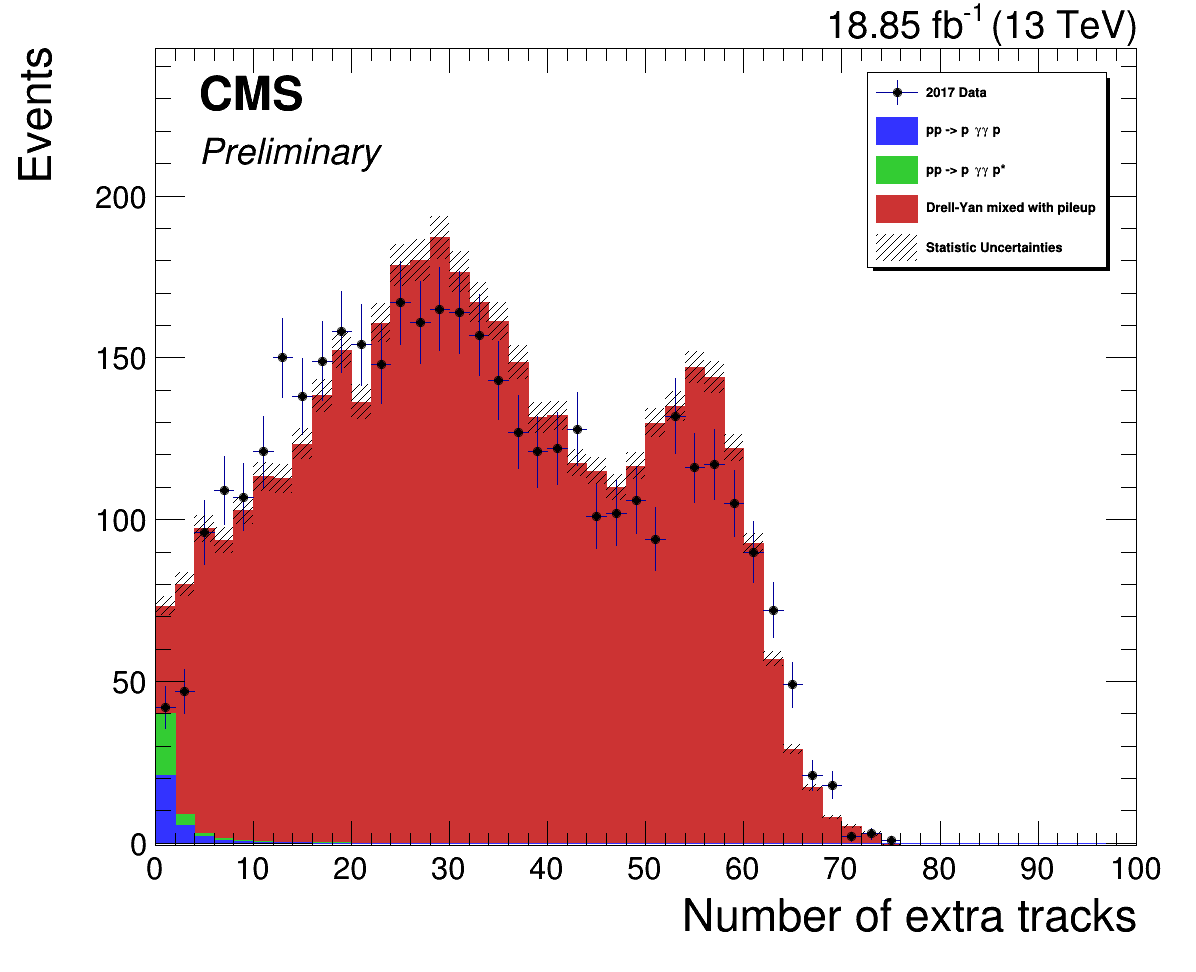 18.85 fb-1 (13 TeV)
Events
CMS
Preliminary
2017 Data
pp -> p γγ p
pp -> p γγ p*
Drell-Yan mixed with pileup
Statistic Uncertainties
200
150
100
50
0
0 10 20 30 40 50 60 70 80 90 100
Number of extra tracks